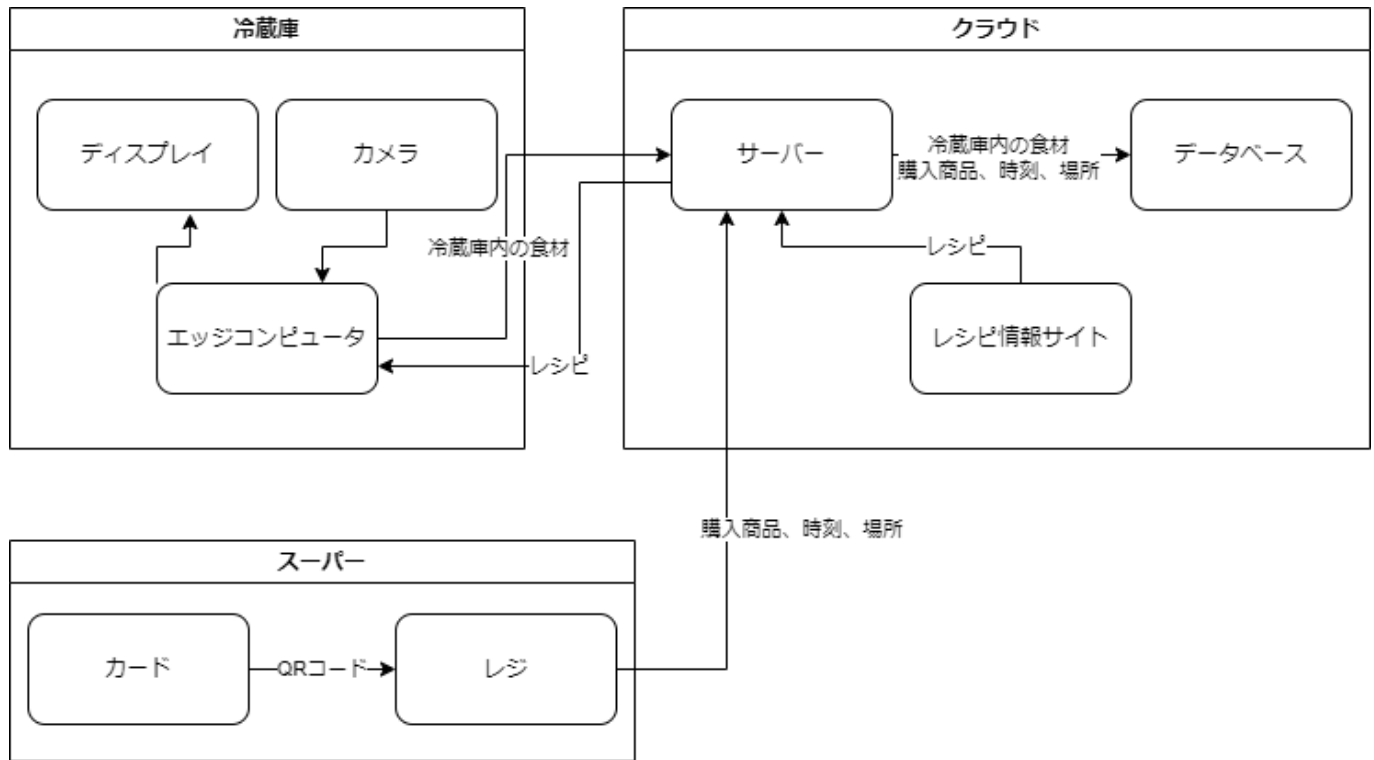 冷蔵庫
クラウド
ディスプレイ
カメラ
サーバー
冷蔵庫内の食材
購入商品、時刻、場所
データベース
冷蔵庫内の食材
レシピ
エッジコンピュータ
レシピ
レシピ情報サイト
購入商品、時刻、場所
スーパー
カード
QRコード
レジ